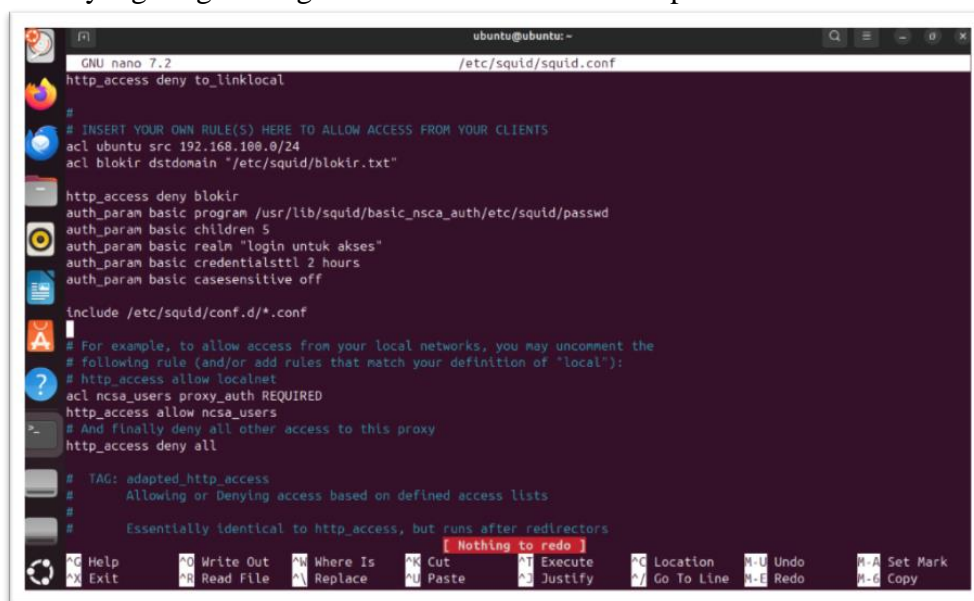 ubuntu@ubuntu: ~
GNU nano 7.2 /etc/squid/squid.conf
http_access deny to_linklocal
#
# INSERT YOUR OWN RULE(S) HERE TO ALLOW ACCESS FROM YOUR CLIENTS
acl ubuntu src 192.168.100.0/24
acl blokir dstdomain "/etc/squid/blokir.txt"
http_access deny blokir
auth_param basic program /usr/lib/squid/basic_nsca_auth/etc/squid/passwd
auth_param basic children 5
auth_param basic realm "login untuk akses"
auth_param basic credentialsttl 2 hours
auth_param basic casesensitive off
include /etc/squid/conf.d/*.conf
# For example, to allow access from your local networks, you may uncomment the
# following rule (and/or add rules that match your definition of "local"):
# http_access allow localnet
acl ncsa_users proxy_auth REQUIRED
http_access allow ncsa_users
# And finally deny all other access to this proxy
http_access deny all
# TAG: adapted_http_access
# Allowing or Denying access based on defined access lists
#
# Essentially identical to http_access, but runs after redirectors
[ Nothing to redo ]
^G Help ^O Write Out ^W Where Is ^K Cut ^T Execute ^C Location M-U Undo M-A Set Mark
^X Exit ^R Read File ^\ Replace ^U Paste ^J Justify ^/ Go To Line M-E Redo M-6 Copy